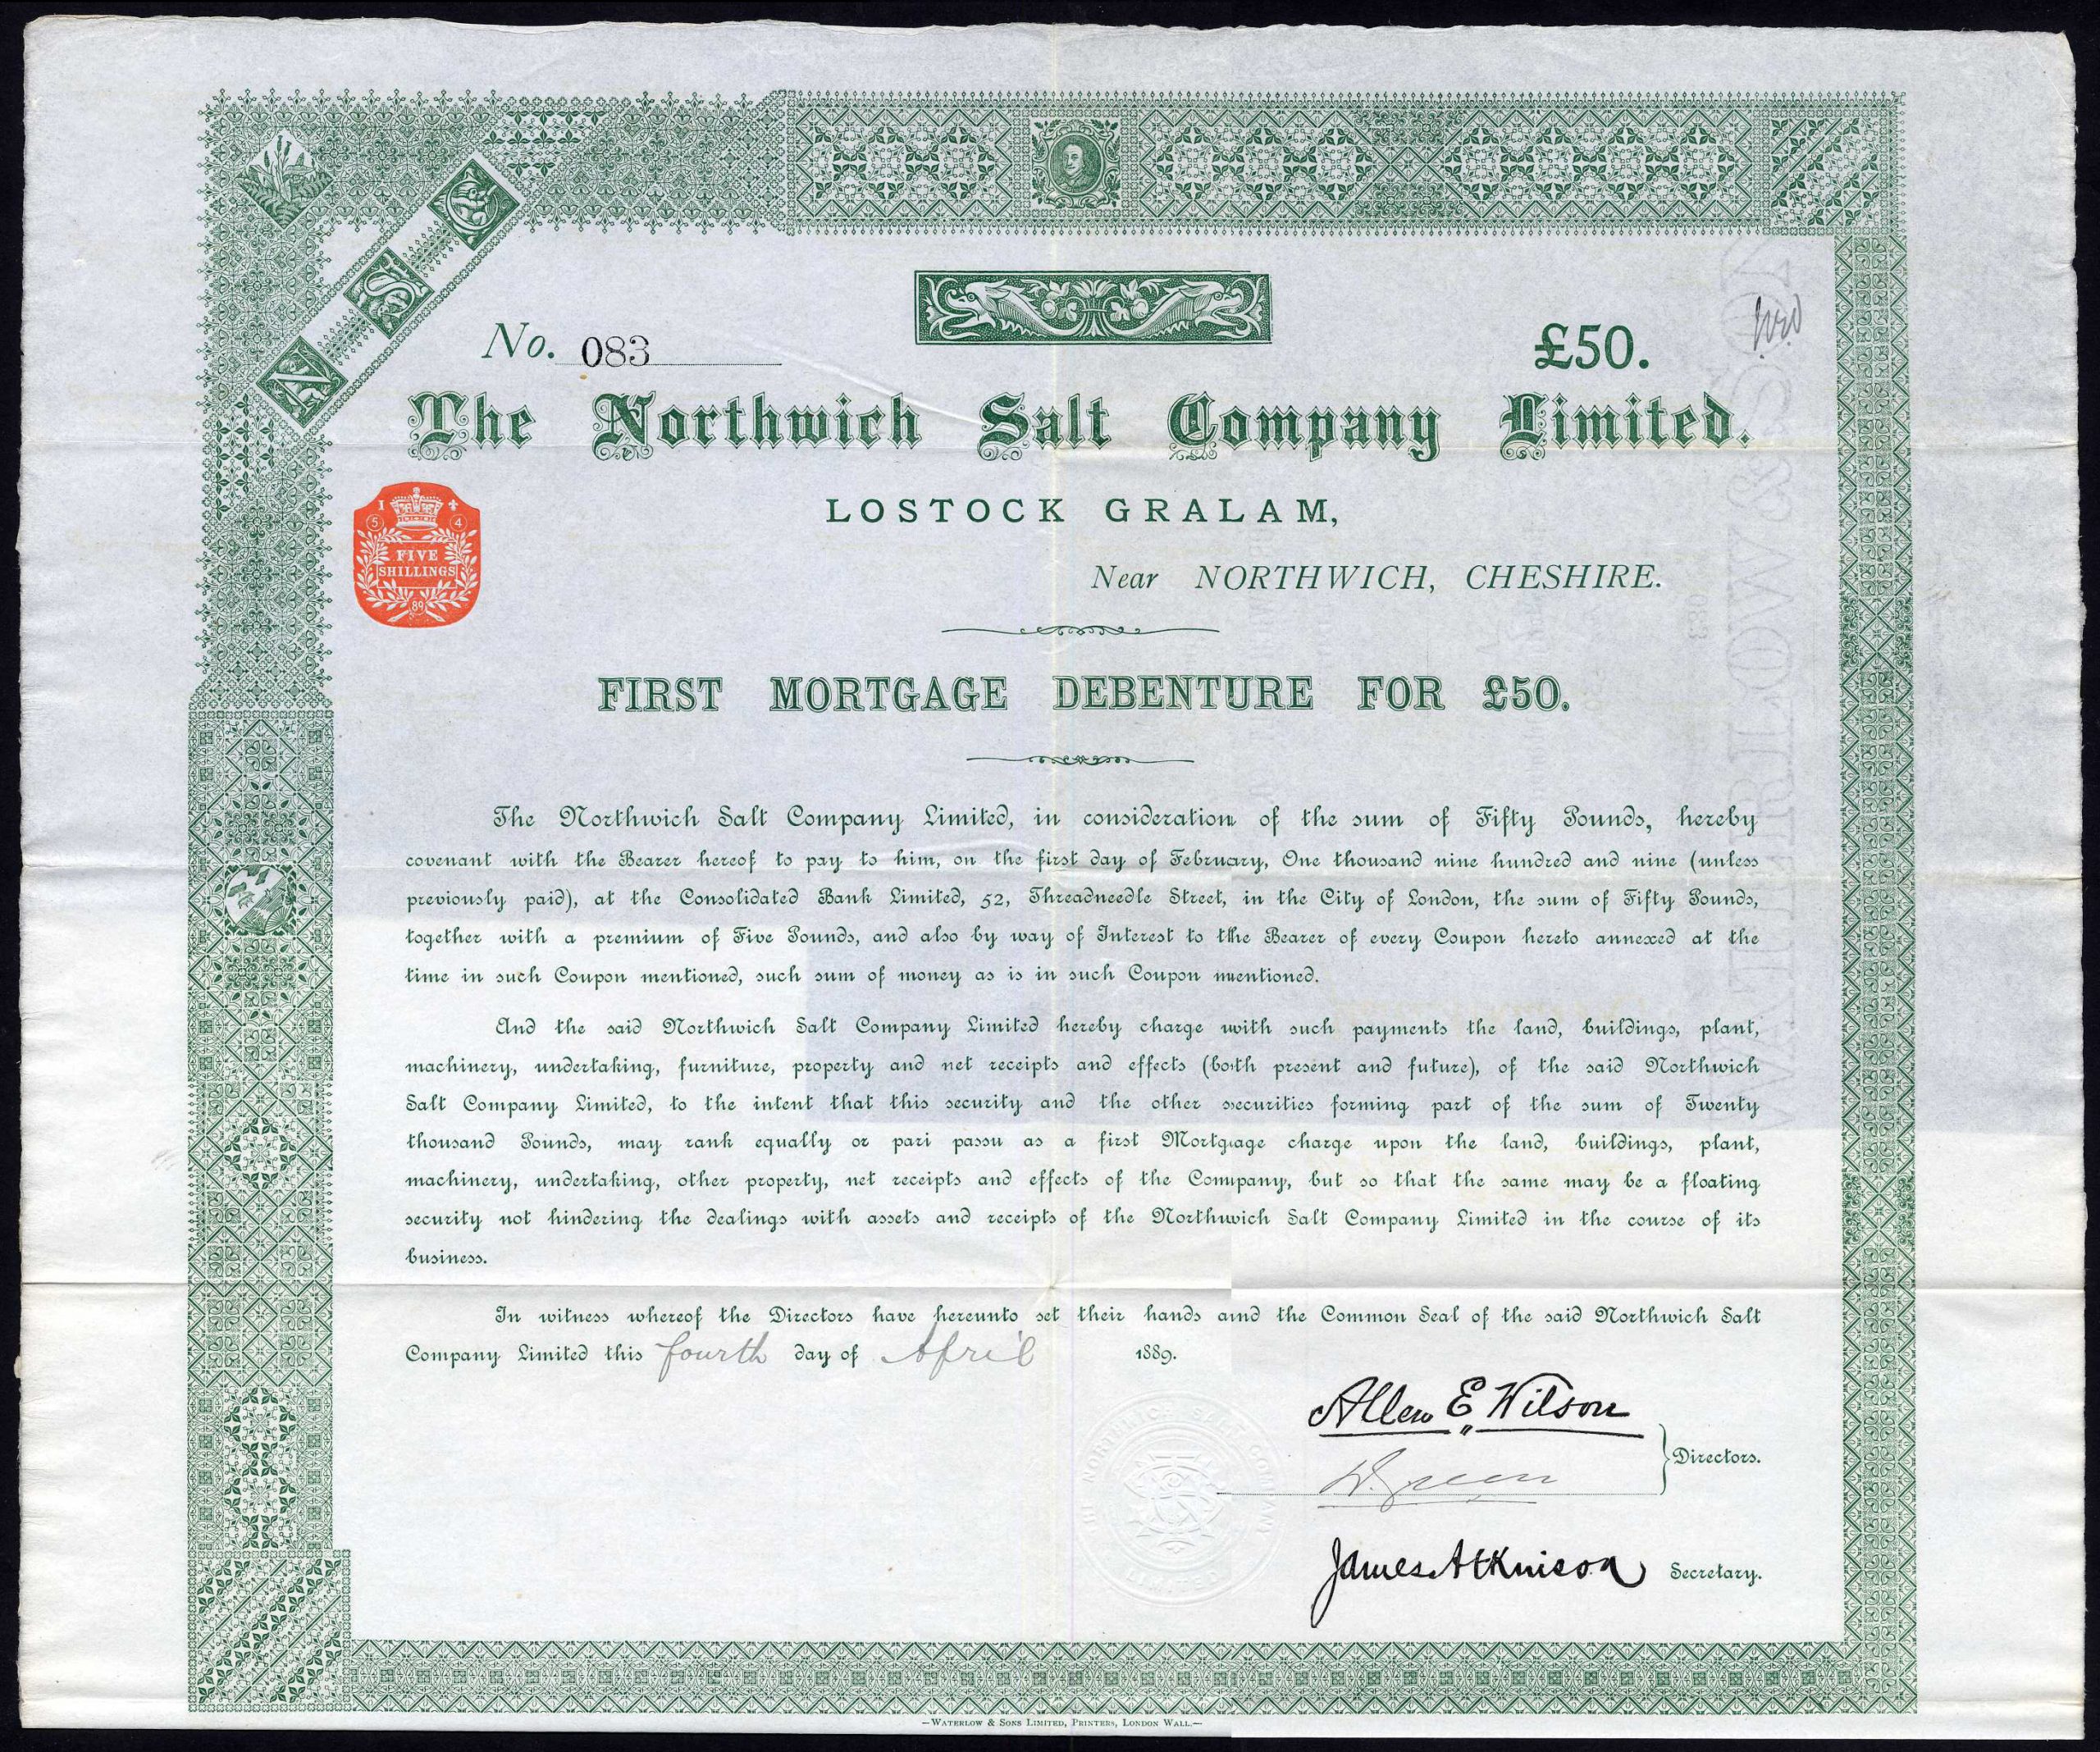 N S C
No. 083
£50.
The Northwich Salt Company Limited.
LOSTOCK GRALAM,
Near NORTHWICH, CHESHIRE.
1 5 4
FIVE
SHILLINGS
89
FIRST MORTGAGE DEBENTURE FOR £50.
The Northwich Salt Company Limited, in consideration of the sum of Fifty Pounds, hereby
covenant with the Bearer hereof to pay to him, on the first day of February, One thousand nine hundred and nine (unless
previously paid), at the Consolidated Bank Limited, 52, Threadneedle Street, in the City of London, the sum of Fifty Pounds,
together with a premium of Five Pounds, and also by way of Interest to the Bearer of every Coupon hereto annexed at the
time in such Coupon mentioned, such sum of money as is in such Coupon mentioned.
And the said Northwich Salt Company Limited hereby charge with such payments the land, buildings, plant,
machinery, undertaking, furniture, property and net receipts and effects (both present and future), of the said Northwich
Salt Company Limited, to the intent that this security and the other securities forming part of the sum of Twenty
thousand Pounds, may rank equally or pari passu as a first Mortgage charge upon the land, buildings, plant,
machinery, undertaking, other property, net receipts and effects of the Company, but so that the same may be a floating
security not hindering the dealings with assets and receipts of the Northwich Salt Company Limited in the course of its
business.
In witness whereof the Directors have hereunto set their hands and the Common Seal of the said Northwich Salt
Company Limited this fourth day of April 1889.
Allen E. Wilson
Green
Directors.
THE NORTHWICH SALT COMPANY LIMITED
James Atkinson Secretary.
—WATERLOW & SONS LIMITED, PRINTERS, LONDON WALL.—